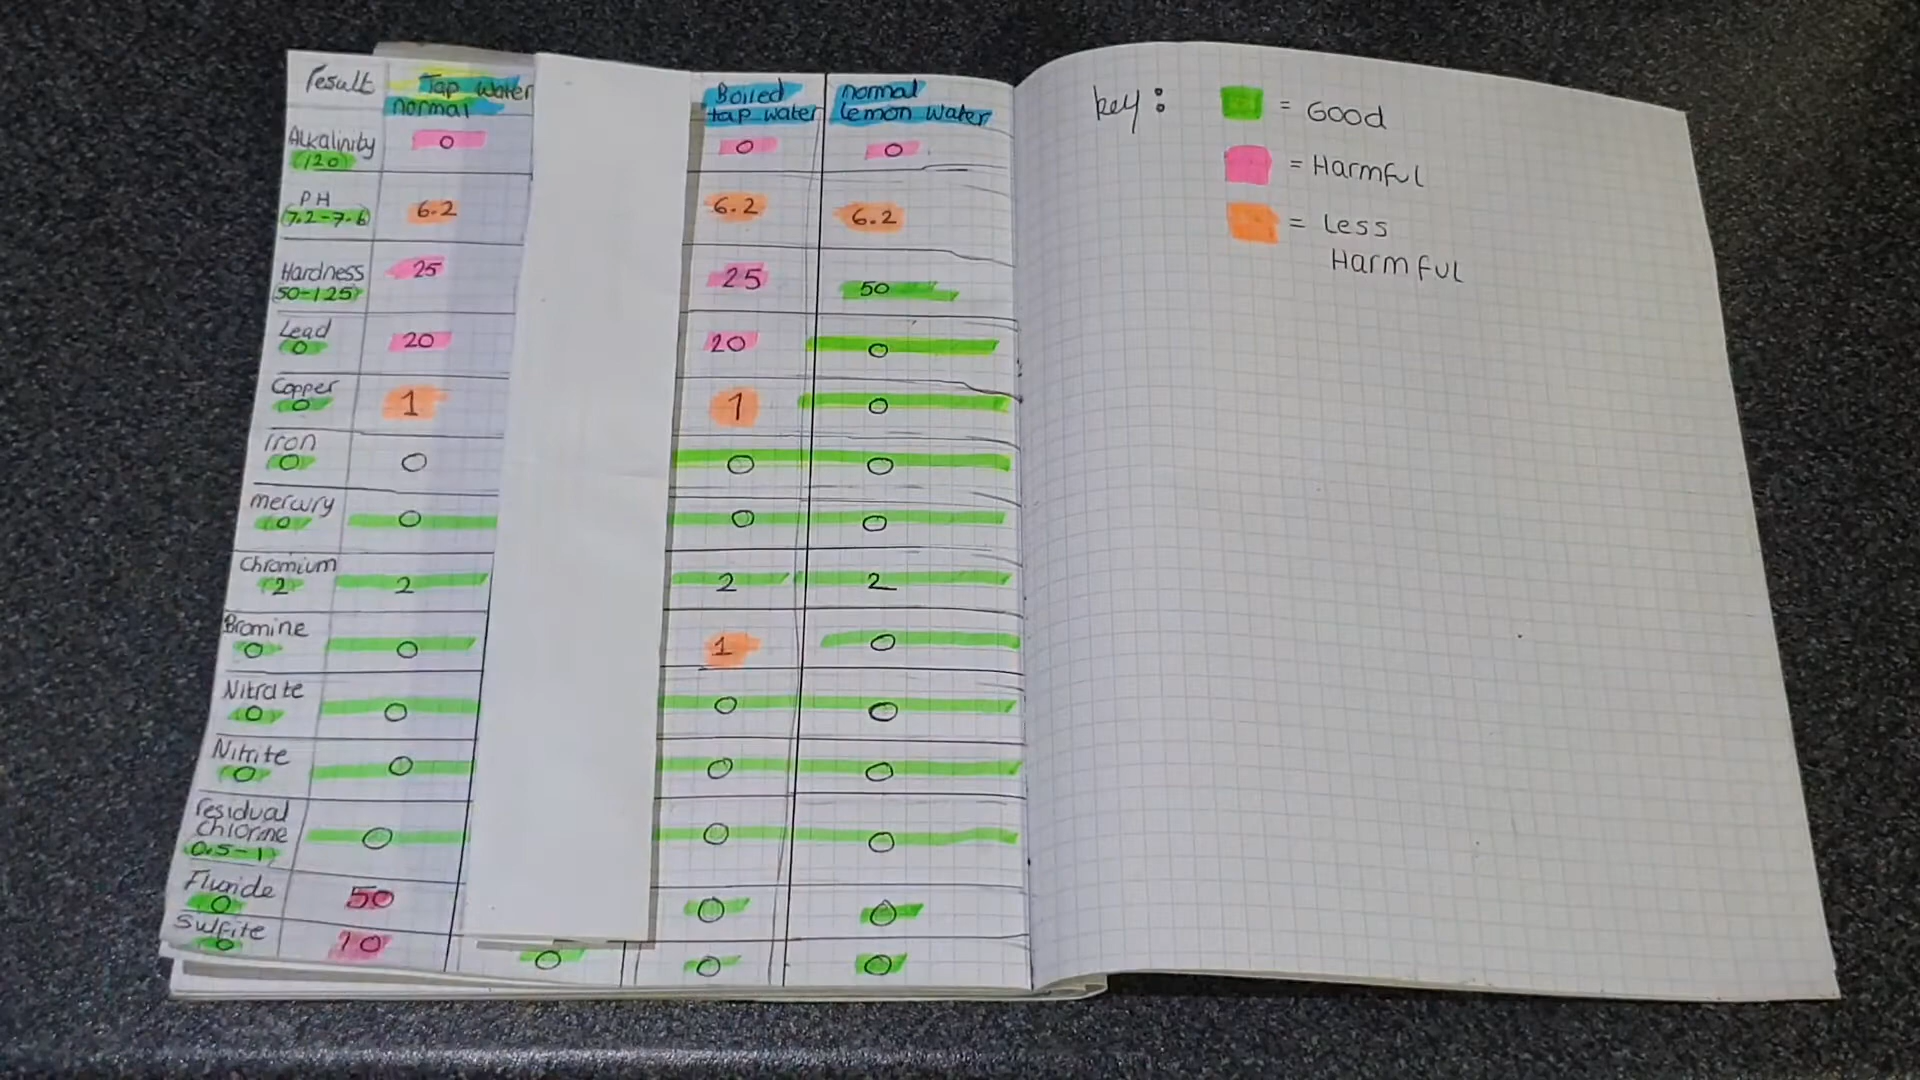 result Tap water Boiled normal
normal tap water Lemon water
Alkalinity 0 0 0
(120)
PH 6.2 6.2 6.2
(7.2-7.6)
Hardness 25 25 50
(50-125)
Lead 20 20 0
0
Copper 1 1 0
0
iron 0 0 0
0
mercury 0 0 0
0
Chromium 2 2 2
2
Bromine 0 1 0
0
Nitrate 0 0 0
0
Nitrite 0 0 0
0
residual
Chlorine 0 0 0
0.5-1
Fluride 50 0 0
0
Sulfite 10 0 0 0
0
key: = GOOD
= Harmful
= Less
Harmful